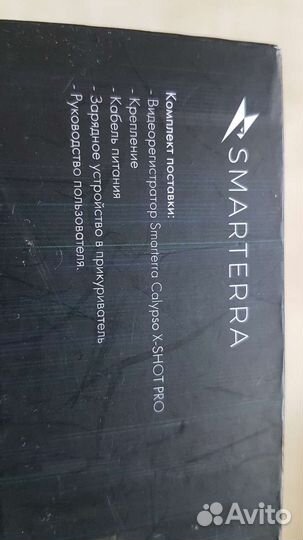 SMARTERRA
Комплект поставки:
- Видеорегистратор Smarterra Calypso X-SHOT PRO
- Крепление
- Кабель питания
- Зарядное устройство в прикуриватель
- Руководство пользователя.
Avito